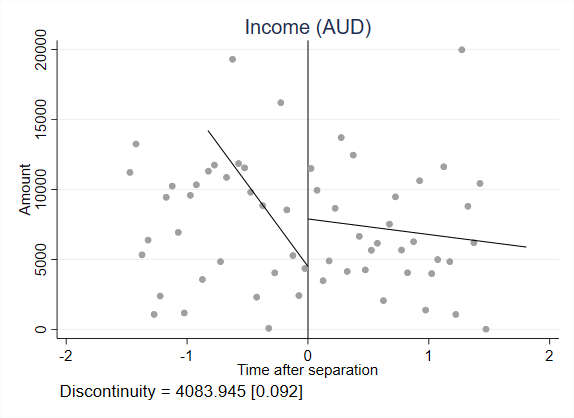 Income (AUD)
20000
15000
10000
5000
0
Amount
-2
-1
0
1
2
Time after separation
Discontinuity = 4083.945 [0.092]